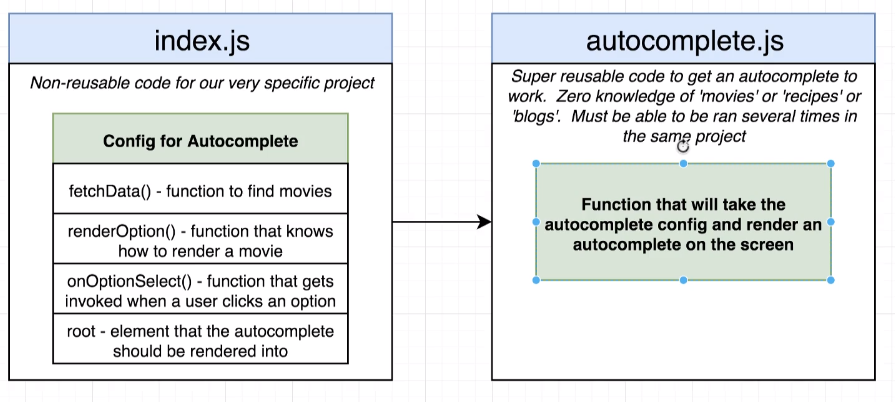 index.js
Non-reusable code for our very specific project
Config for Autocomplete
fetchData() - function to find movies
renderOption() - function that knows
how to render a movie
onOptionSelect() - function that gets
invoked when a user clicks an option
root - element that the autocomplete
should be rendered into
autocomplete.js
Super reusable code to get an autocomplete to
work.  Zero knowledge of 'movies' or 'recipes' or
'blogs'.  Must be able to be ran several times in
the same project
Function that will take the
autocomplete config and render an
autocomplete on the screen